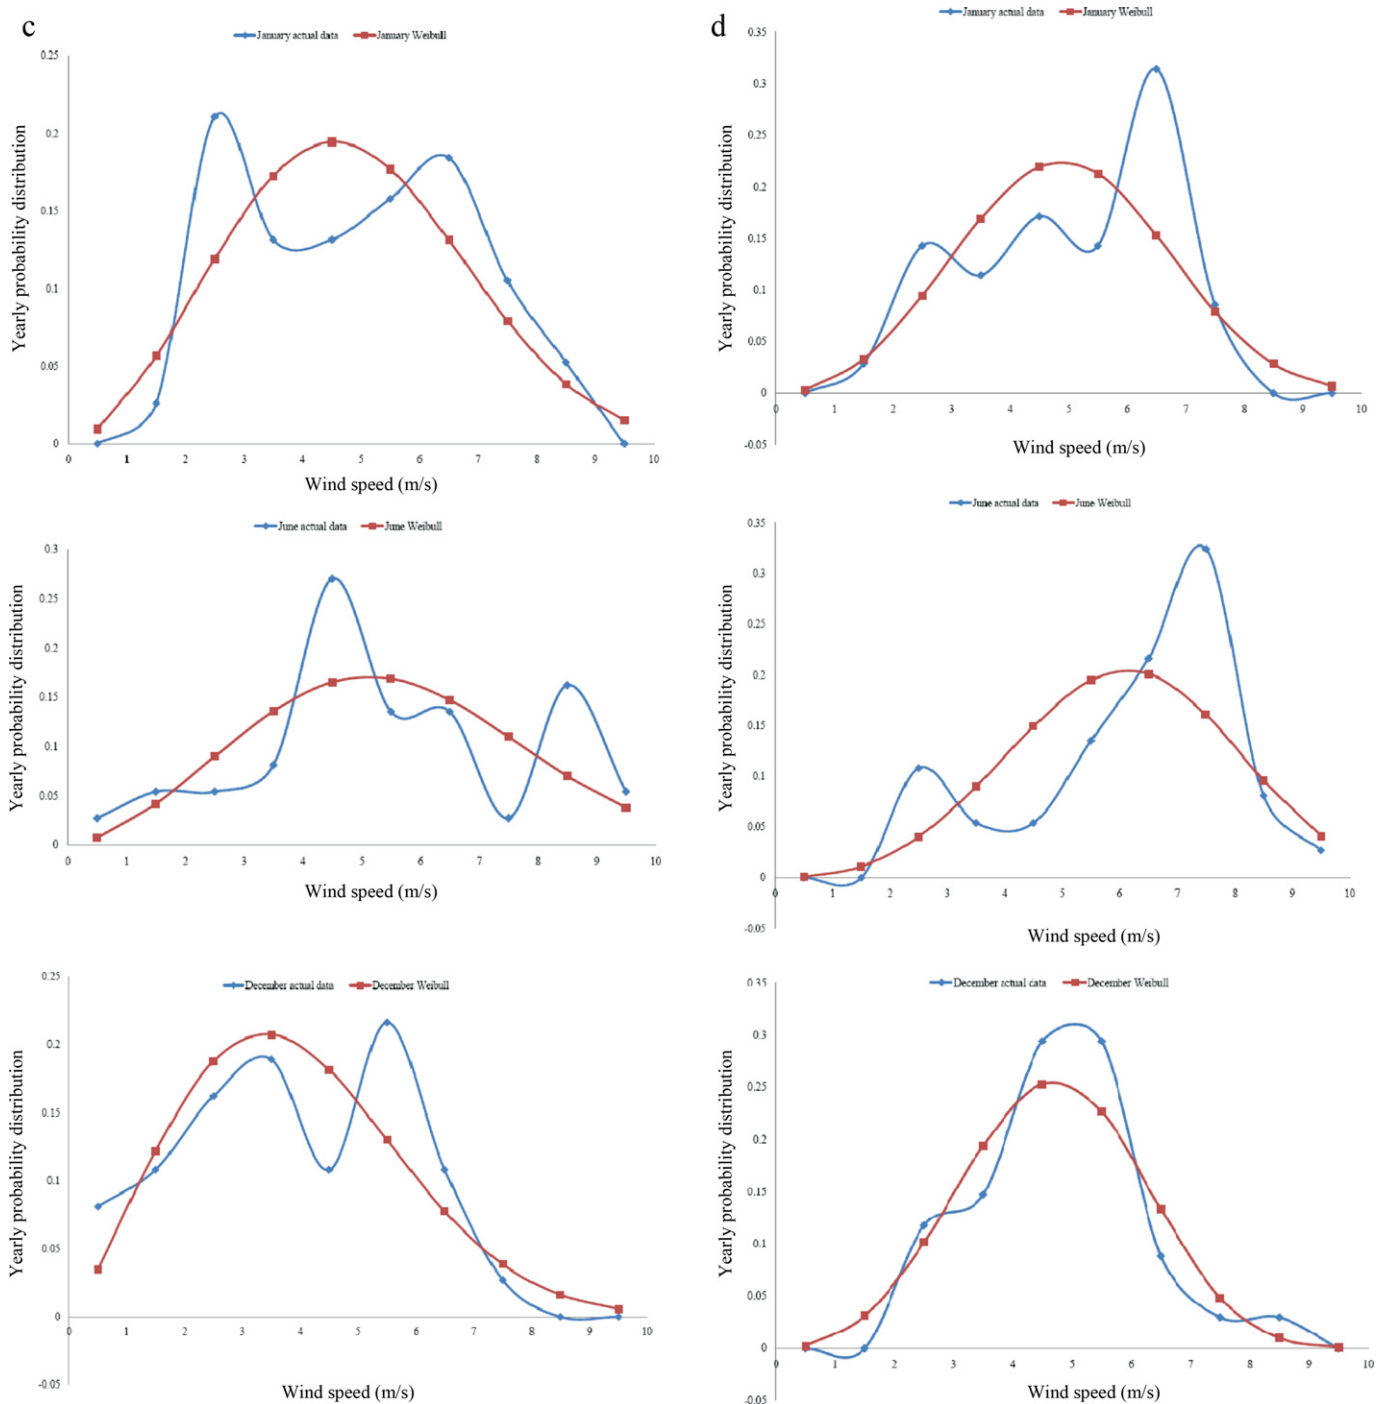 c
January actual data January Weibull
0.25
0.2
0.15
0.1
0.05
0
0 1 2 3 4 5 6 7 8 9 10
Yearly probability distribution
Wind speed (m/s)
d
January actual data January Weibull
0.35
0.3
0.25
0.2
0.15
0.1
0.05
0
-0.05
0 1 2 3 4 5 6 7 8 9 10
Yearly probability distribution
Wind speed (m/s)
June actual data June Weibull
0.3
0.25
0.2
0.15
0.1
0.05
0
0 1 2 3 4 5 6 7 8 9 10
Yearly probability distribution
Wind speed (m/s)
June actual data June Weibull
0.35
0.3
0.25
0.2
0.15
0.1
0.05
0
-0.05
0 1 2 3 4 5 6 7 8 9 10
Yearly probability distribution
Wind speed (m/s)
December actual data December Weibull
0.25
0.2
0.15
0.1
0.05
0
-0.05
0 1 2 3 4 5 6 7 8 9 10
Yearly probability distribution
Wind speed (m/s)
December actual data December Weibull
0.35
0.3
0.25
0.2
0.15
0.1
0.05
0
-0.05
0 1 2 3 4 5 6 7 8 9 10
Yearly probability distribution
Wind speed (m/s)